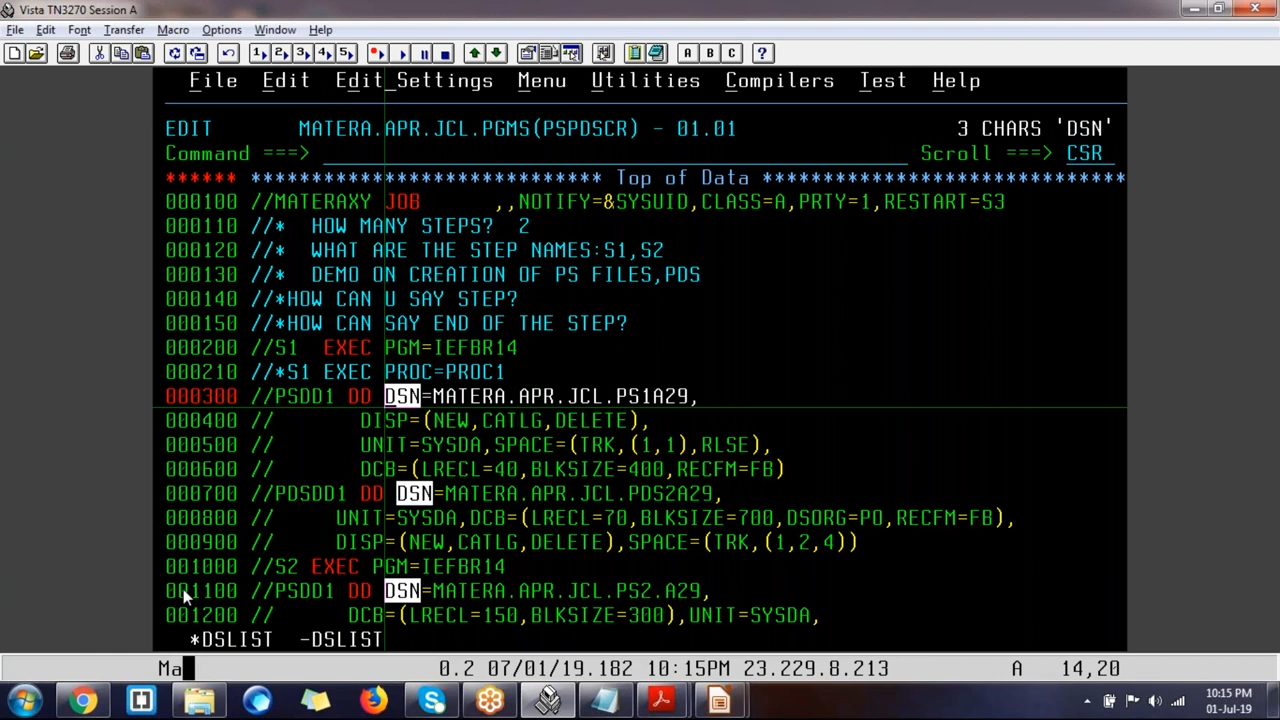 Vista TN3270 Session A
File Edit Font Transfer Macro Options Window Help
1 2 3 4 5 A B C ?
File Edit Edit_Settings Menu Utilities Compilers Test Help
EDIT MATERA.APR.JCL.PGMS(PSPDSCR) - 01.01 3 CHARS 'DSN'
Command ===> Scroll ===> CSR
****** **************************** Top of Data ******************************
000100 //MATERAXY JOB ,,NOTIFY=&SYSUID,CLASS=A,PRTY=1,RESTART=S3
000110 //* HOW MANY STEPS? 2
000120 //* WHAT ARE THE STEP NAMES:S1,S2
000130 //* DEMO ON CREATION OF PS FILES,PDS
000140 //*HOW CAN U SAY STEP?
000150 //*HOW CAN SAY END OF THE STEP?
000200 //S1 EXEC PGM=IEFBR14
000210 //*S1 EXEC PROC=PROC1
000300 //PSDD1 DD DSN=MATERA.APR.JCL.PS1A29,
000400 // DISP=(NEW,CATLG,DELETE),
000500 // UNIT=SYSDA,SPACE=(TRK,(1,1),RLSE),
000600 // DCB=(LRECL=40,BLKSIZE=400,RECFM=FB)
000700 //PDSDD1 DD DSN=MATERA.APR.JCL.PDS2A29,
000800 // UNIT=SYSDA,DCB=(LRECL=70,BLKSIZE=700,DSORG=PO,RECFM=FB),
000900 // DISP=(NEW,CATLG,DELETE),SPACE=(TRK,(1,2,4))
001000 //S2 EXEC PGM=IEFBR14
001100 //PSDD1 DD DSN=MATERA.APR.JCL.PS2.A29,
001200 // DCB=(LRECL=150,BLKSIZE=300),UNIT=SYSDA,
*DSLIST -DSLIST
Ma 0.2 07/01/19.182 10:15PM 23.229.8.213 A 14,20
10:15 PM
01-Jul-19